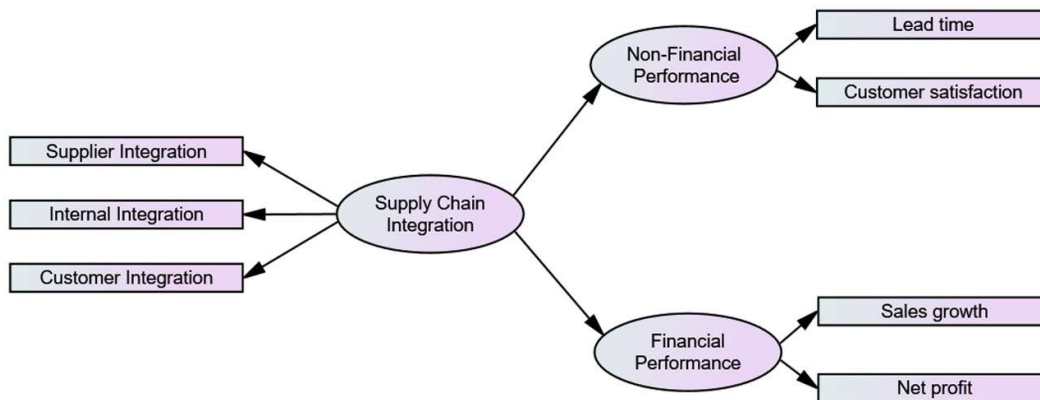 Lead time
Non-Financial
Performance
Customer satisfaction
Supplier Integration
Internal Integration
Customer Integration
Supply Chain
Integration
Sales growth
Financial
Performance
Net profit